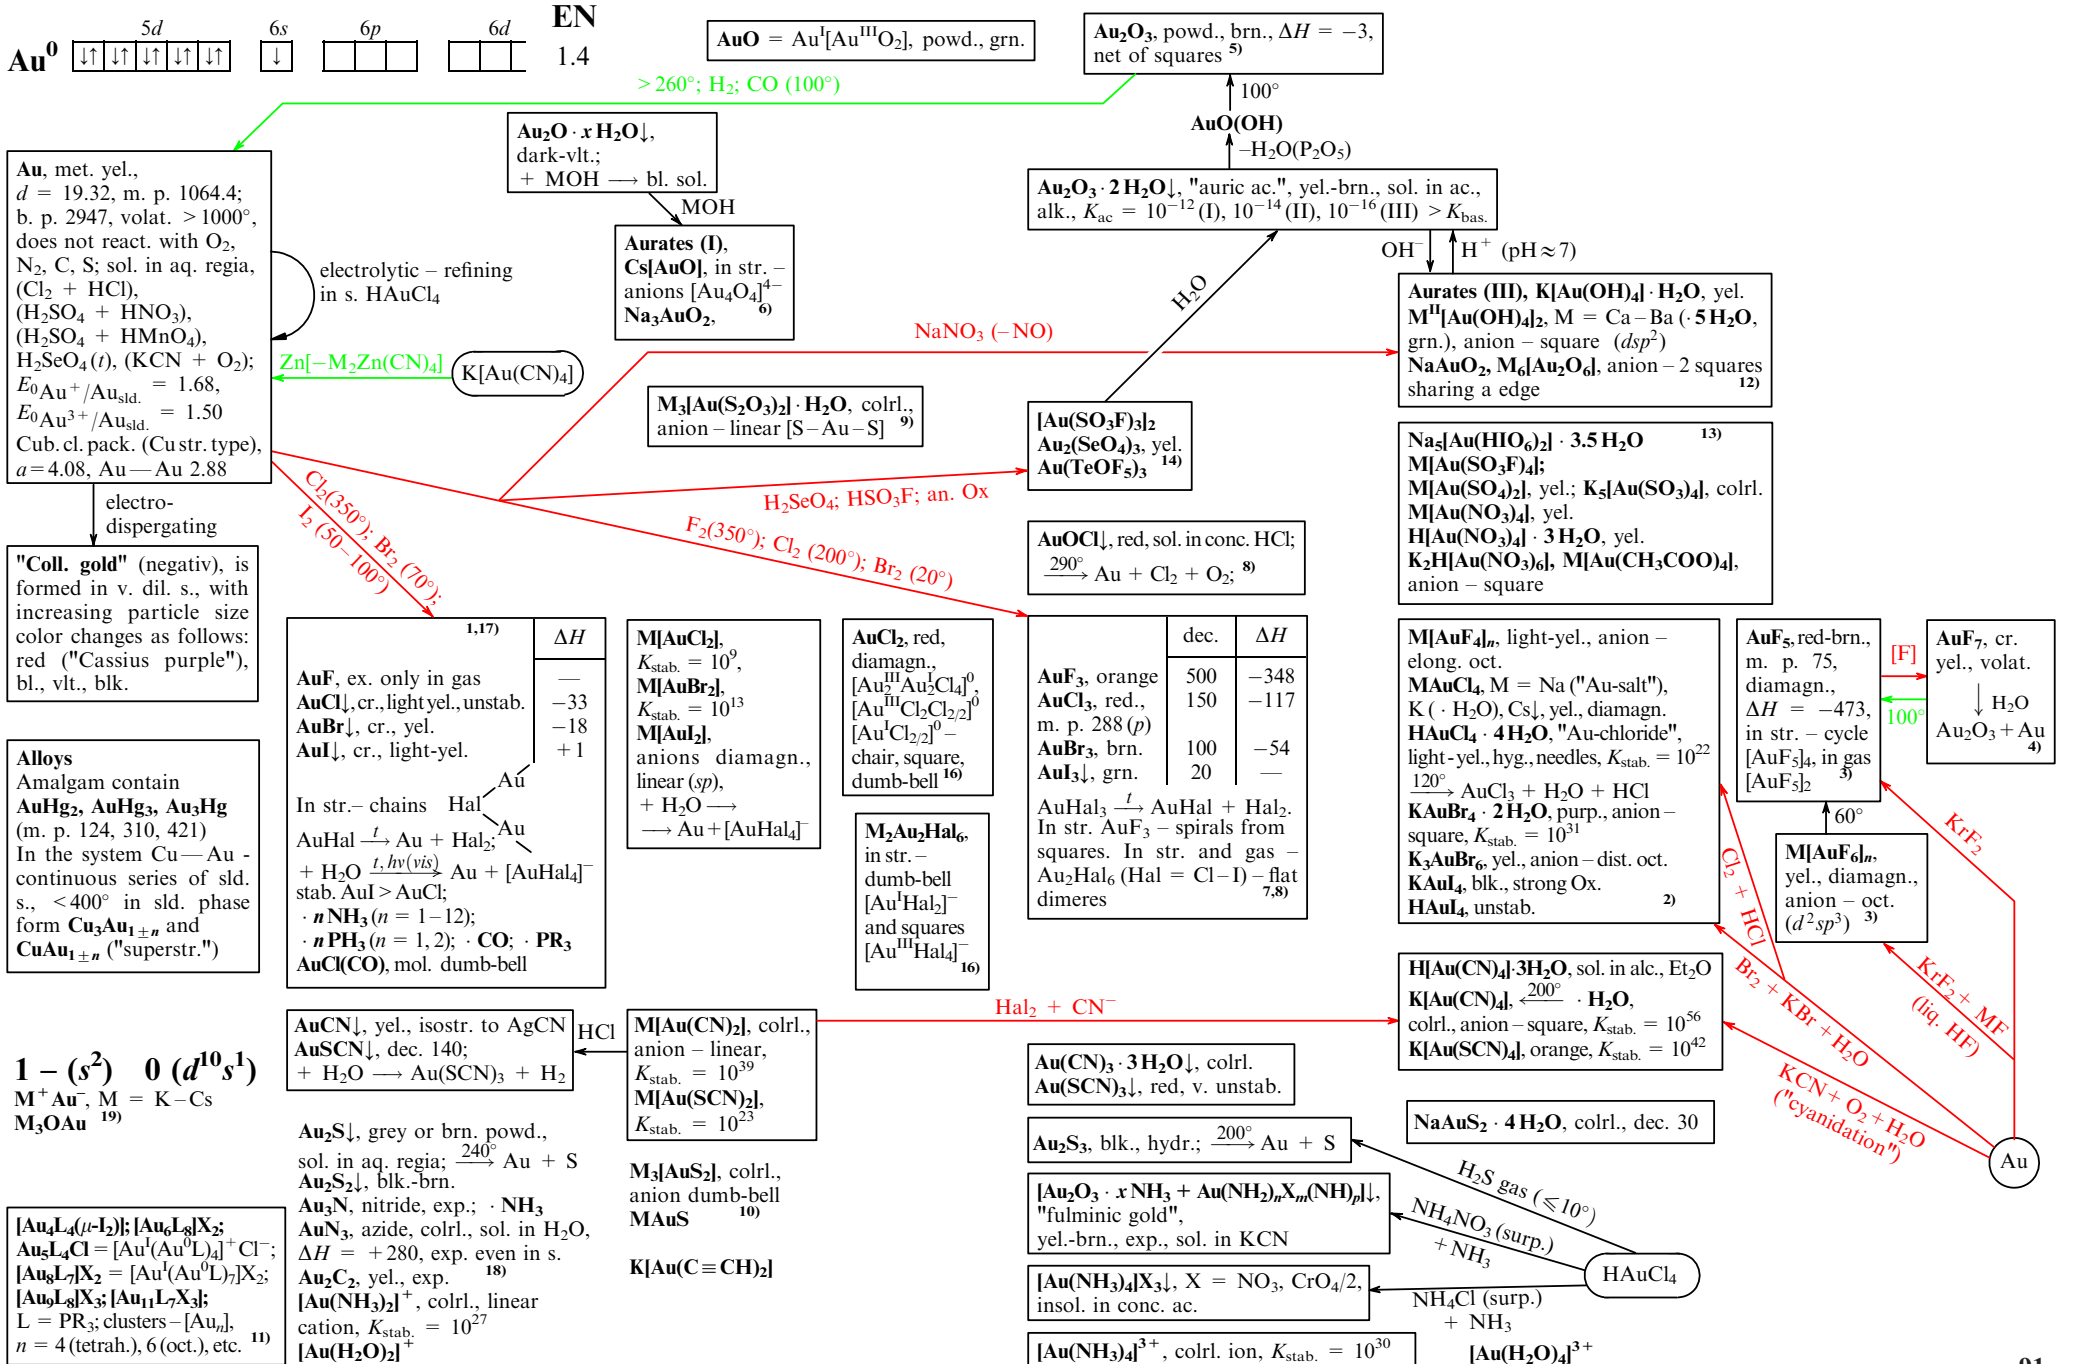 5d 6s 6p 6d EN
Au⁰ ↓↑ ↓↑ ↓↑ ↓↑ ↓↑ ↓ 1.4
AuO = Auᴵ[AuᴵᴵᴵO₂], powd., grn.
Au₂O₃, powd., brn., ΔH = −3,
net of squares ⁵⁾
>260°; H₂; CO (100°)
100°
AuO(OH)
–H₂O(P₂O₅)
Au₂O · x H₂O↓,
dark-vlt.;
+ MOH ⟶ bl. sol.
MOH
Au₂O₃ · 2 H₂O↓, "auric ac.", yel.-brn., sol. in ac.,
alk., K_ac = 10⁻¹² (I), 10⁻¹⁴ (II), 10⁻¹⁶ (III) > K_bas.
OH⁻ H⁺ (pH≈7)
Au, met. yel.,
d = 19.32, m. p. 1064.4;
b. p. 2947, volat. >1000°,
does not react. with O₂,
N₂, C, S; sol. in aq. regia,
(Cl₂ + HCl),
(H₂SO₄ + HNO₃),
(H₂SO₄ + HMnO₄),
H₂SeO₄ (t), (KCN + O₂);
E₀ Au⁺/Au_sld. = 1.68,
E₀ Au³⁺/Au_sld. = 1.50
Cub. cl. pack. (Cu str. type),
a=4.08, Au—Au 2.88
electrolytic – refining
in s. HAuCl₄
Aurates (I),
Cs[AuO], in str. –
anions [Au₄O₄]⁴⁻
Na₃AuO₂, ⁶⁾
Zn[–M₂Zn(CN)₄]
K[Au(CN)₄]
NaNO₃ (–NO)
H₂O
Aurates (III), K[Au(OH)₄] · H₂O, yel.
Mᴵᴵ[Au(OH)₄]₂, M = Ca–Ba (· 5 H₂O,
grn.), anion – square (dsp²)
NaAuO₂, M₆[Au₂O₆], anion – 2 squares
sharing a edge ¹²⁾
M₃[Au(S₂O₃)₂] · H₂O, colrl.,
anion – linear [S–Au–S] ⁹⁾
[Au(SO₃F)₃]₂
Au₂(SeO₄)₃, yel.
Au(TeOF₅)₃ ¹⁴⁾
H₂SeO₄; HSO₃F; an. Ox
Na₅[Au(HIO₆)₂] · 3.5 H₂O ¹³⁾
M[Au(SO₃F)₄];
M[Au(SO₄)₂], yel.; K₅[Au(SO₃)₄], colrl.
M[Au(NO₃)₄], yel.
H[Au(NO₃)₄] · 3 H₂O, yel.
K₂H[Au(NO₃)₆], M[Au(CH₃COO)₄],
anion – square
electro-
dispergating
Cl₂(350°); Br₂ (70°);
I₂ (50–100°)
F₂(350°); Cl₂ (200°); Br₂ (20°)
AuOCl↓, red, sol. in conc. HCl;
290° ⟶ Au + Cl₂ + O₂; ⁸⁾
"Coll. gold" (negativ), is
formed in v. dil. s., with
increasing particle size
color changes as follows:
red ("Cassius purple"),
bl., vlt., blk.
1,17) ΔH
AuF, ex. only in gas —
AuCl↓, cr., light yel., unstab. −33
AuBr↓, cr., yel. −18
AuI↓, cr., light-yel. +1
Au
In str.– chains Hal
Au
AuHal t⟶ Au + Hal₂;
+ H₂O t, hν(vis)⟶ Au + [AuHal₄]⁻
stab. AuI > AuCl;
· n NH₃ (n = 1–12);
· n PH₃ (n = 1, 2); · CO; · PR₃
AuCl(CO), mol. dumb-bell
M[AuCl₂],
K_stab. = 10⁹,
M[AuBr₂],
K_stab. = 10¹³
M[AuI₂],
anions diamagn.,
linear (sp),
+ H₂O ⟶
⟶ Au + [AuHal₄]⁻
AuCl₂, red,
diamagn.,
[Au₂ᴵᴵᴵAu₂ᴵCl₄]⁰,
[AuᴵᴵᴵCl₂Cl₂/₂]⁰
[AuᴵCl₂/₂]⁰ –
chair, square,
dumb-bell ¹⁶⁾
M₂Au₂Hal₆,
in str. –
dumb-bell
[AuᴵHal₂]⁻
and squares
[AuᴵᴵᴵHal₄]⁻
16)
dec. ΔH
AuF₃, orange 500 −348
AuCl₃, red., 150 −117
m. p. 288 (p)
AuBr₃, brn. 100 −54
AuI₃↓, grn. 20 —
AuHal₃ t⟶ AuHal + Hal₂.
In str. AuF₃ – spirals from
squares. In str. and gas –
Au₂Hal₆ (Hal = Cl–I) – flat
dimeres 7,8)
M[AuF₄]ₙ, light-yel., anion –
elong. oct.
MAuCl₄, M = Na ("Au-salt"),
K ( · H₂O), Cs↓, yel., diamagn.
HAuCl₄ · 4 H₂O, "Au-chloride",
light-yel., hyg., needles, K_stab. = 10²²
120° ⟶ AuCl₃ + H₂O + HCl
KAuBr₄ · 2 H₂O, purp., anion –
square, K_stab. = 10³¹
K₃AuBr₆, yel., anion – dist. oct.
KAuI₄, blk., strong Ox.
HAuI₄, unstab. ²⁾
AuF₅, red-brn.,
m. p. 75,
diamagn.,
ΔH = −473,
in str. – cycle
[AuF₅]₄, in gas
[AuF₅]₂ ³⁾
[F]
100°
AuF₇, cr.
yel., volat.
↓ H₂O
Au₂O₃ + Au
4)
60°
M[AuF₆]ₙ,
yel., diamagn.,
anion – oct.
(d²sp³) ³⁾
KrF₂
KrF₂ + MF
(liq. HF)
Cl₂ + HCl
Br₂ + KBr + H₂O
KCN + O₂ + H₂O
("cyanidation")
Au
Alloys
Amalgam contain
AuHg₂, AuHg₃, Au₃Hg
(m. p. 124, 310, 421)
In the system Cu—Au -
continuous series of sld.
s., <400° in sld. phase
form Cu₃Au₁±ₙ and
CuAu₁±ₙ ("superstr.")
Hal₂ + CN⁻
H[Au(CN)₄]·3H₂O, sol. in alc., Et₂O
K[Au(CN)₄], ⟵200° · H₂O,
colrl., anion – square, K_stab. = 10⁵⁶
K[Au(SCN)₄], orange, K_stab. = 10⁴²
1 – (s²) 0 (d¹⁰s¹)
M⁺Au⁻, M = K–Cs
M₃OAu ¹⁹⁾
AuCN↓, yel., isostr. to AgCN
AuSCN↓, dec. 140;
+ H₂O ⟶ Au(SCN)₃ + H₂
HCl
M[Au(CN)₂], colrl.,
anion – linear,
K_stab. = 10³⁹
M[Au(SCN)₂],
K_stab. = 10²³
Au(CN)₃ · 3 H₂O↓, colrl.
Au(SCN)₃↓, red, v. unstab.
NaAuS₂ · 4 H₂O, colrl., dec. 30
Au₂S₃, blk., hydr.; 200° ⟶ Au + S
H₂S gas (≤10°)
Au₂S↓, grey or brn. powd.,
sol. in aq. regia; 240° ⟶ Au + S
Au₂S₂↓, blk.-brn.
Au₃N, nitride, exp.; · NH₃
AuN₃, azide, colrl., sol. in H₂O,
ΔH = +280, exp. even in s.
Au₂C₂, yel., exp. ¹⁸⁾
[Au(NH₃)₂]⁺, colrl., linear
cation, K_stab. = 10²⁷
[Au(H₂O)₂]⁺
M₃[AuS₂], colrl.,
anion dumb-bell
MAuS ¹⁰⁾
K[Au(C≡CH)₂]
[Au₂O₃ · x NH₃ + Au(NH₂)ₙXₘ(NH)ₚ]↓,
"fulminic gold",
yel.-brn., exp., sol. in KCN
NH₄NO₃ (surp.)
+ NH₃
HAuCl₄
[Au(NH₃)₄]X₃↓, X = NO₃, CrO₄/2,
insol. in conc. ac.
NH₄Cl (surp.)
+ NH₃
[Au(NH₃)₄]³⁺, colrl. ion, K_stab. = 10³⁰
[Au(H₂O)₄]³⁺
[Au₄L₄(μ-I₂)]; [Au₆L₈]X₂;
Au₅L₄Cl = [Auᴵ(Au⁰L)₄]⁺Cl⁻;
[Au₈L₇]X₂ = [Auᴵ(Au⁰L)₇]X₂;
[Au₉L₈]X₃; [Au₁₁L₇X₃];
L = PR₃; clusters – [Auₙ],
n = 4 (tetrah.), 6 (oct.), etc. ¹¹⁾